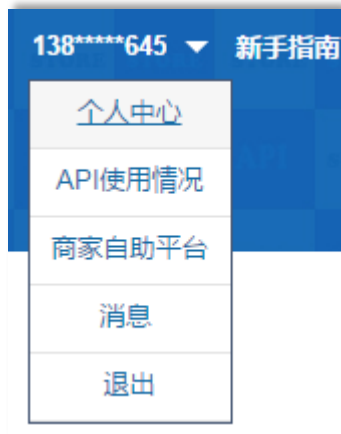 138*****645 新手指南
个人中心
API使用情况
商家自助平台
消息
退出